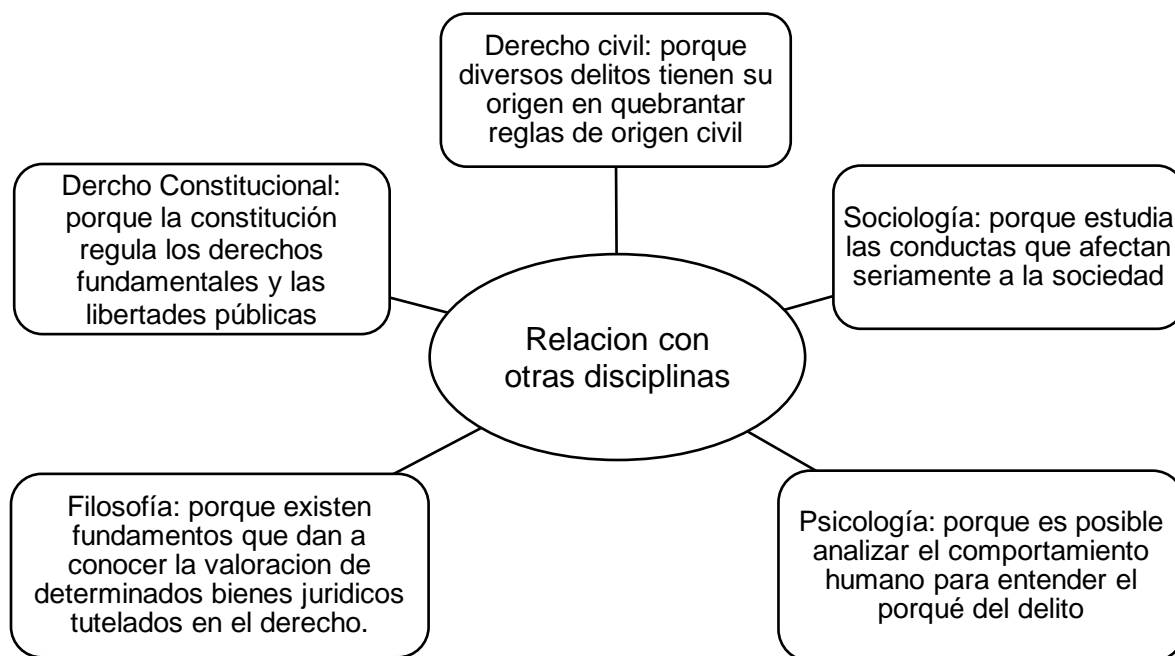 Derecho civil: porque
diversos delitos tienen su
origen en quebrantar
reglas de origen civil
Dercho Constitucional:
porque la constitución
regula los derechos
fundamentales y las
libertades públicas
Sociología: porque estudia
las conductas que afectan
seriamente a la sociedad
Relacion con
otras disciplinas
Filosofía: porque existen
fundamentos que dan a
conocer la valoracion de
determinados bienes juridicos
tutelados en el derecho.
Psicología: porque es posible
analizar el comportamiento
humano para entender el
porqué del delito